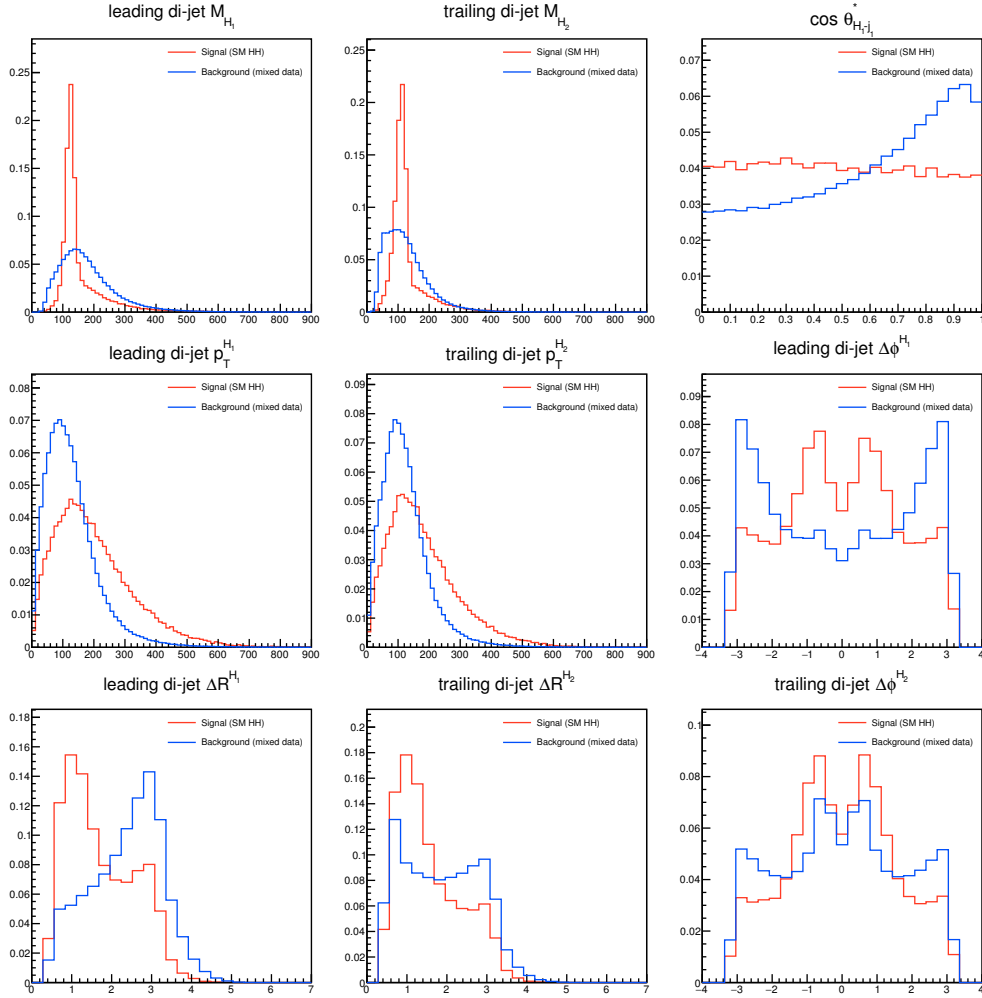 leading di-jet M_H₁
Signal (SM HH)
Background (mixed data)
0.25
0.2
0.15
0.1
0.05
0
0 100 200 300 400 500 600 700 800 900
trailing di-jet M_H₂
Signal (SM HH)
Background (mixed data)
0.25
0.2
0.15
0.1
0.05
0
0 100 200 300 400 500 600 700 800 900
cos θ*_H₁-j₁
Signal (SM HH)
Background (mixed data)
0.07
0.06
0.05
0.04
0.03
0.02
0.01
0
0 0.1 0.2 0.3 0.4 0.5 0.6 0.7 0.8 0.9 1
leading di-jet p_T^H₁
Signal (SM HH)
Background (mixed data)
0.08
0.07
0.06
0.05
0.04
0.03
0.02
0.01
0
0 100 200 300 400 500 600 700 800 900
trailing di-jet p_T^H₂
Signal (SM HH)
Background (mixed data)
0.09
0.08
0.07
0.06
0.05
0.04
0.03
0.02
0.01
0
0 100 200 300 400 500 600 700 800 900
leading di-jet Δϕ^H₁
Signal (SM HH)
Background (mixed data)
0.09
0.08
0.07
0.06
0.05
0.04
0.03
0.02
0.01
0
−4 −3 −2 −1 0 1 2 3 4
leading di-jet ΔR^H₁
Signal (SM HH)
Background (mixed data)
0.18
0.16
0.14
0.12
0.1
0.08
0.06
0.04
0.02
0
0 1 2 3 4 5 6 7
trailing di-jet ΔR^H₂
Signal (SM HH)
Background (mixed data)
0.2
0.18
0.16
0.14
0.12
0.1
0.08
0.06
0.04
0.02
0
0 1 2 3 4 5 6 7
trailing di-jet Δϕ^H₂
Signal (SM HH)
Background (mixed data)
0.1
0.08
0.06
0.04
0.02
0
−4 −3 −2 −1 0 1 2 3 4